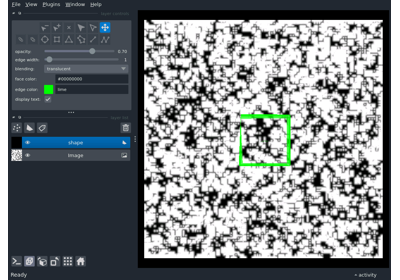 File View Plugins Window Help
opacity: 0.70
edge width: 1
blending: translucent
face color: #00000000
edge color: lime
display text: ✓
shape
image
Ready
activity